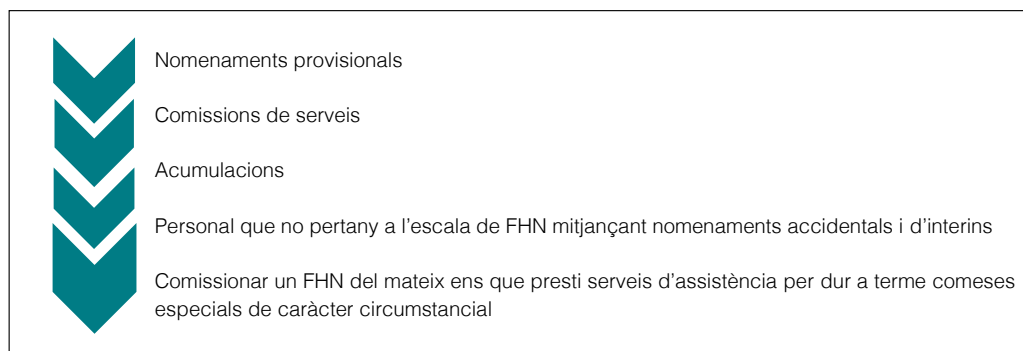 Nomenaments provisionals
Comissions de serveis
Acumulacions
Personal que no pertany a l'escala de FHN mitjançant nomenaments accidentals i d'interins
Comissionar un FHN del mateix ens que presti serveis d'assistència per dur a terme comeses
especials de caràcter circumstancial